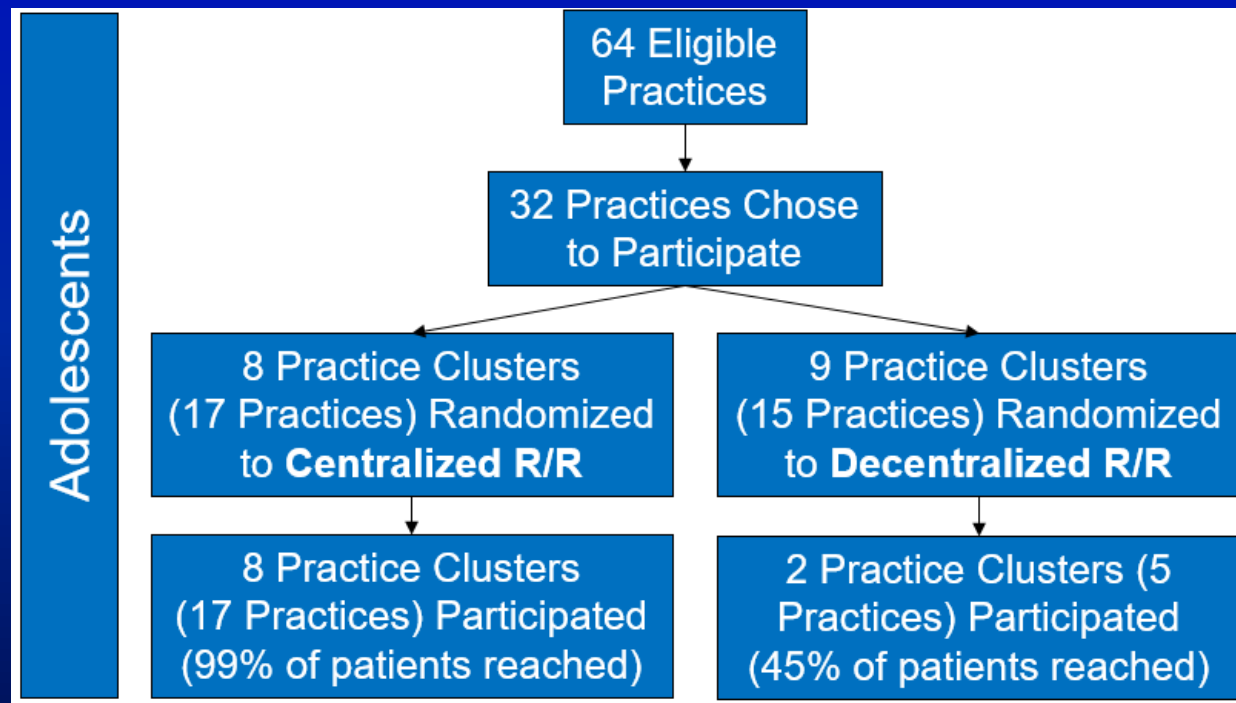 Adolescents
64 Eligible
Practices
32 Practices Chose
to Participate
8 Practice Clusters
(17 Practices) Randomized
to Centralized R/R
9 Practice Clusters
(15 Practices) Randomized
to Decentralized R/R
8 Practice Clusters
(17 Practices) Participated
(99% of patients reached)
2 Practice Clusters (5
Practices) Participated
(45% of patients reached)